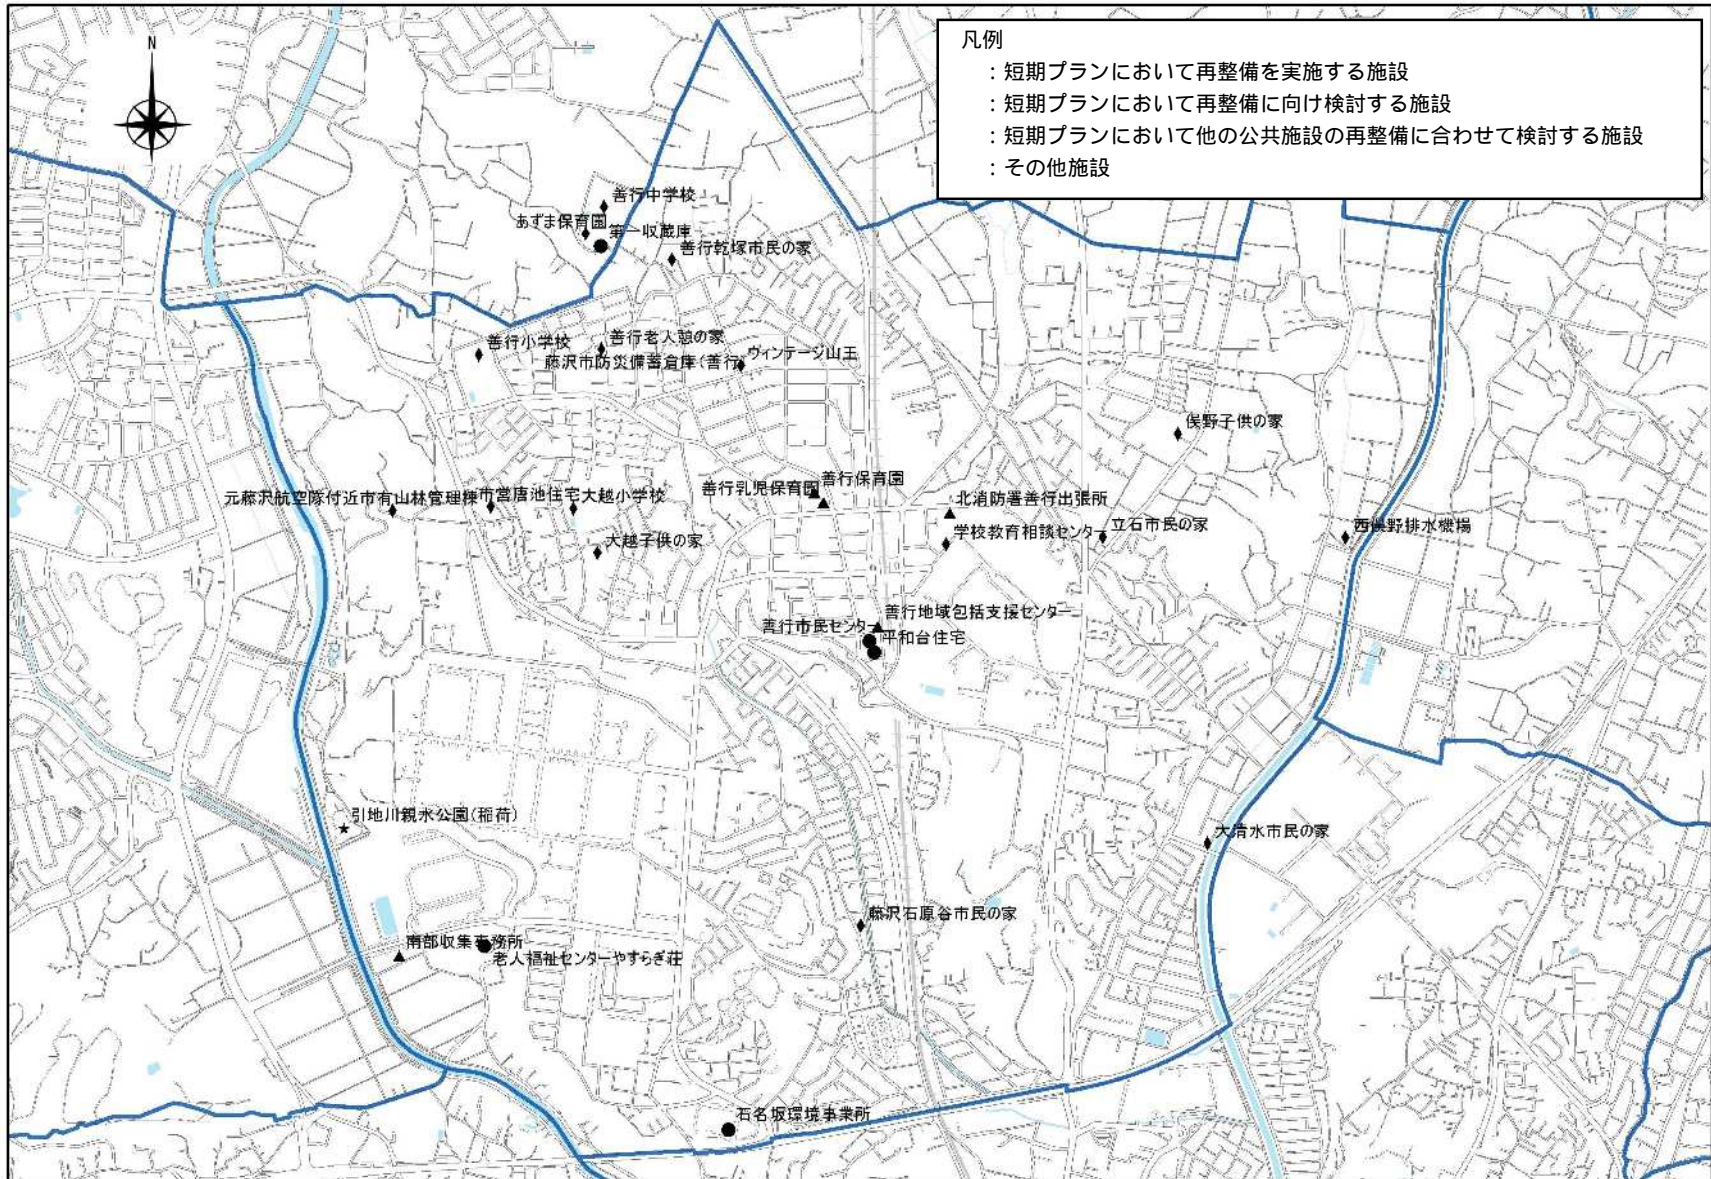 N
凡例
：短期プランにおいて再整備を実施する施設
：短期プランにおいて再整備に向け検討する施設
：短期プランにおいて他の公共施設の再整備に合わせて検討する施設
：その他施設
善行中学校
あずま保育園
第一収蔵庫
善行乾塚市民の家
善行小学校
善行老人憩の家
藤沢市防災備蓄倉庫(善行)
ヴィンテージ山王
俣野子供の家
善行乳児保育園
善行保育園
元藤沢航空隊付近市有山林管理棟
市営唐池住宅
大越小学校
北消防署善行出張所
大越子供の家
学校教育相談センター
立石市民の家
西俣野排水機場
善行地域包括支援センター
善行市民センター
平和台住宅
引地川親水公園(稲荷)
大清水市民の家
藤沢石原谷市民の家
南部収集事務所
老人福祉センターやすらぎ荘
石名坂環境事業所